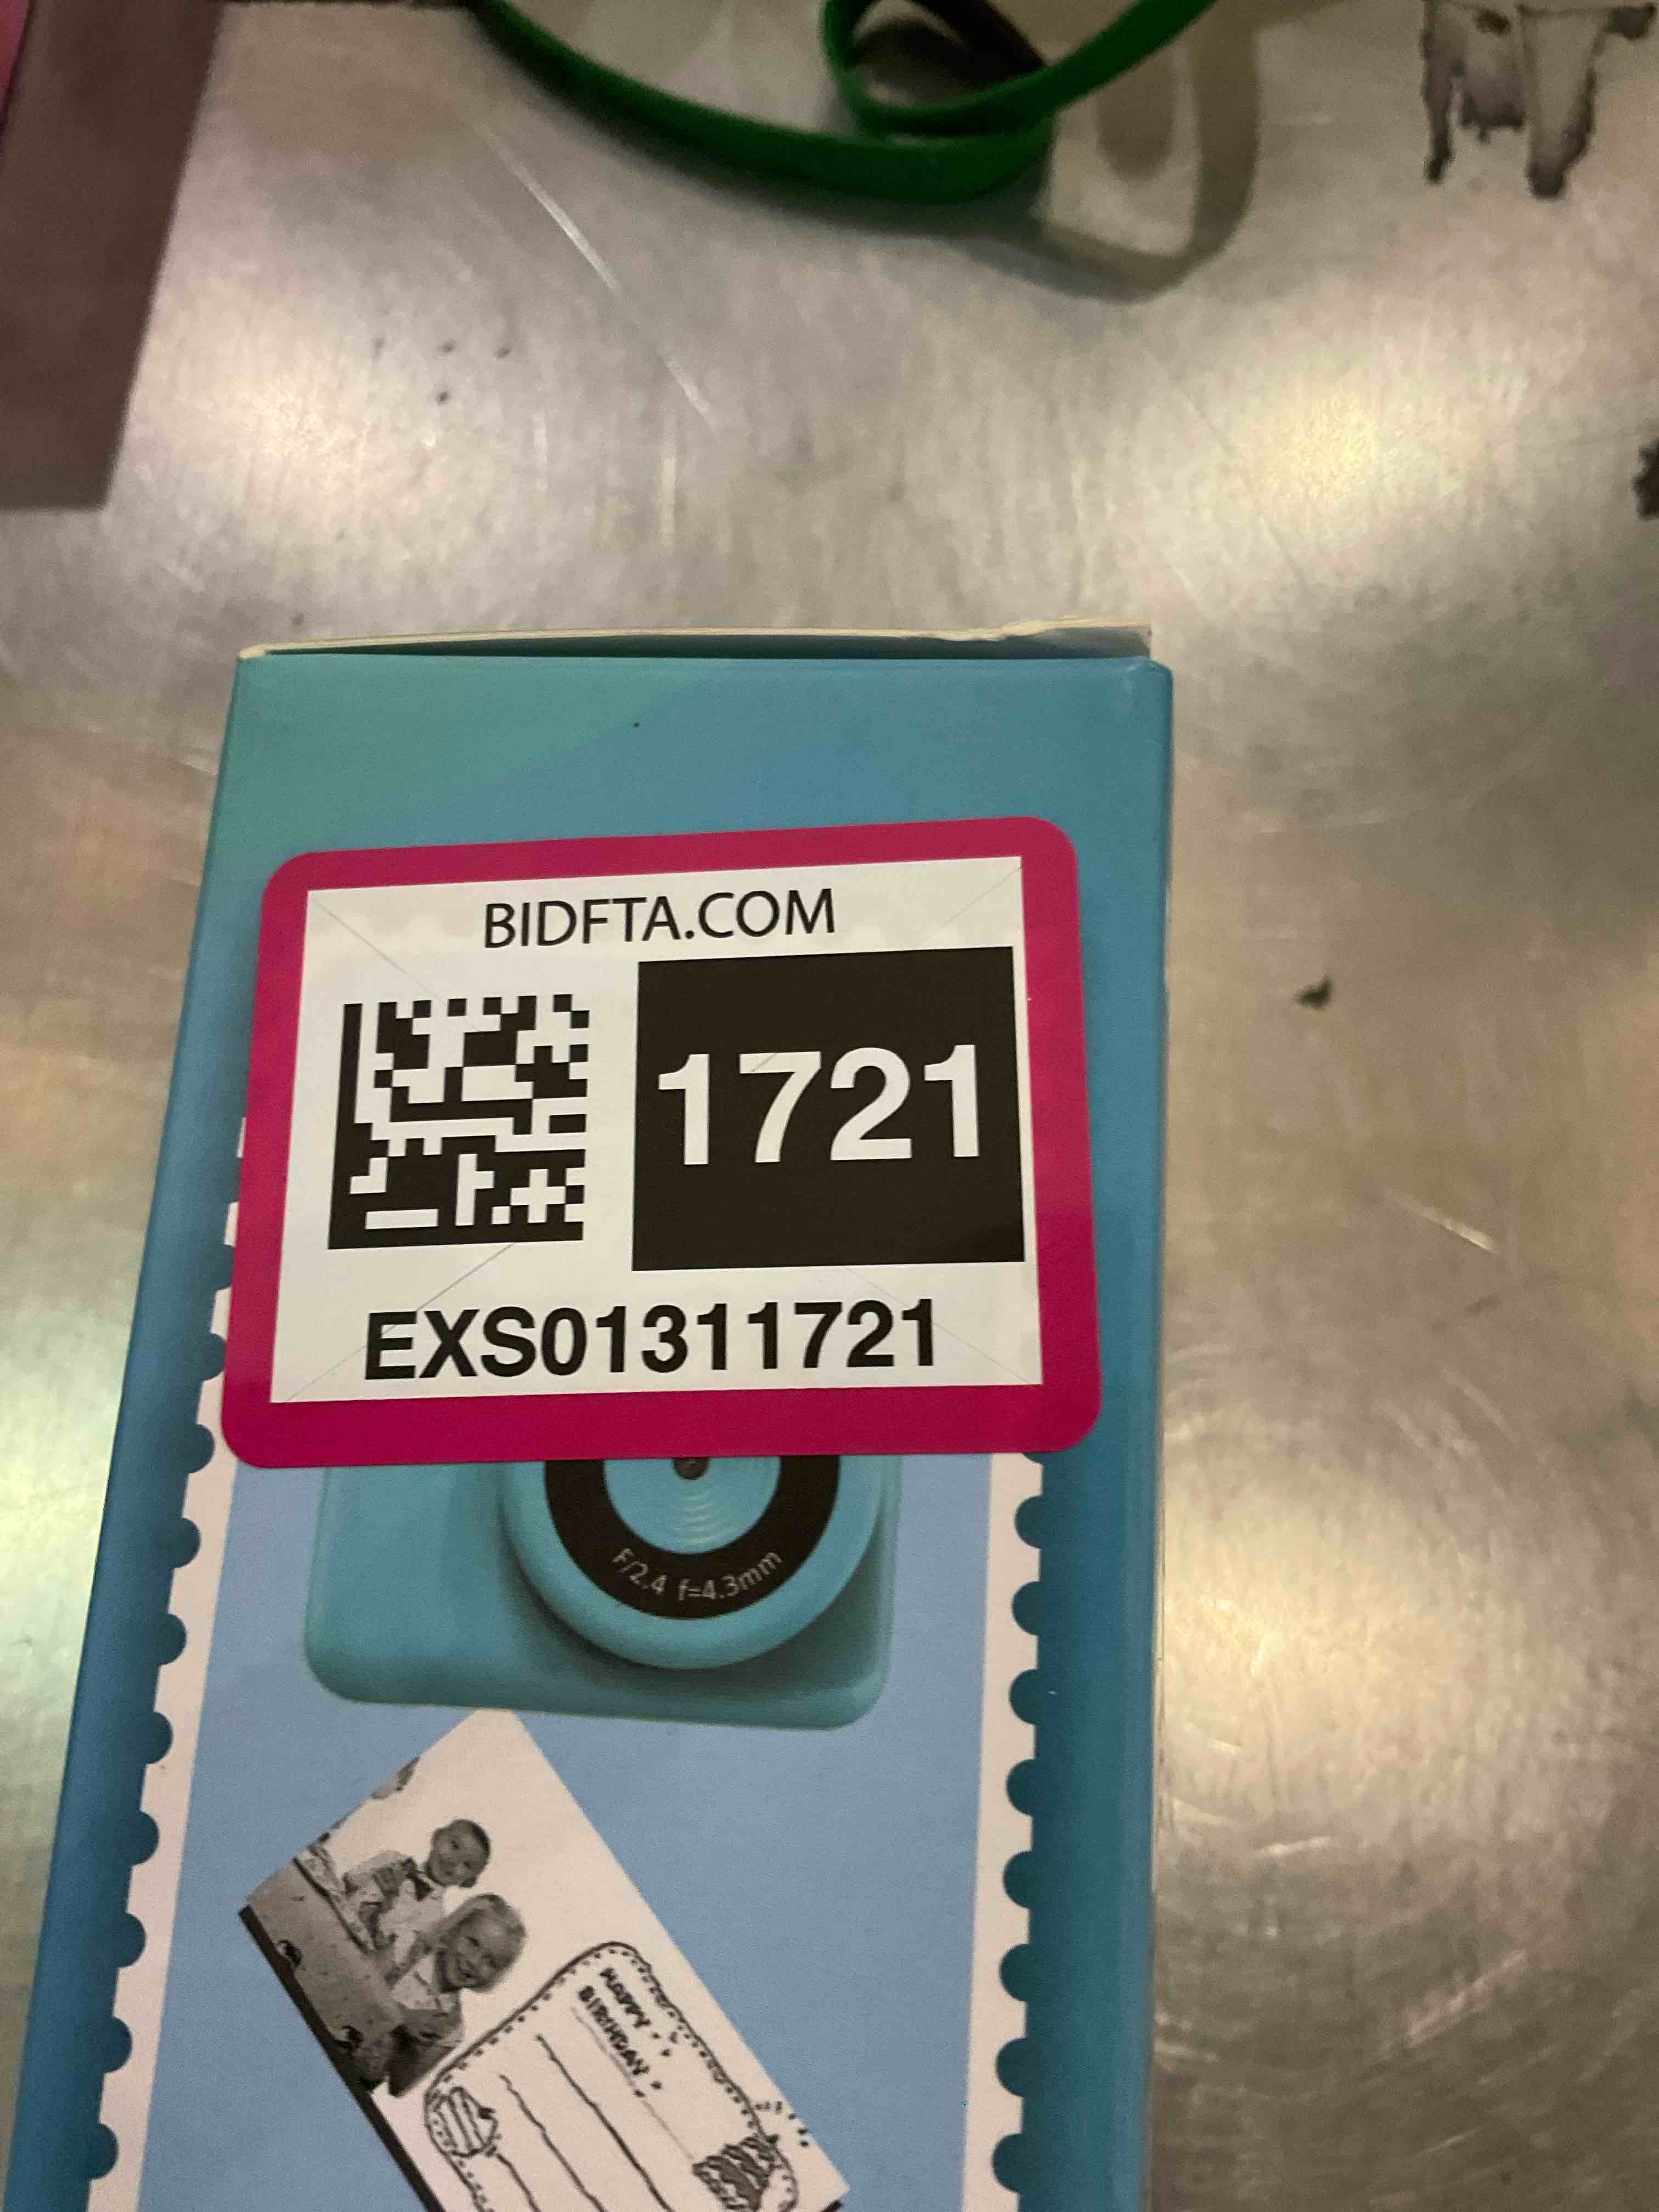 BIDFTA.COM
1721
EXS01311721
F/2.4 f=4.3mm
HAPPY
BIRTHDAY